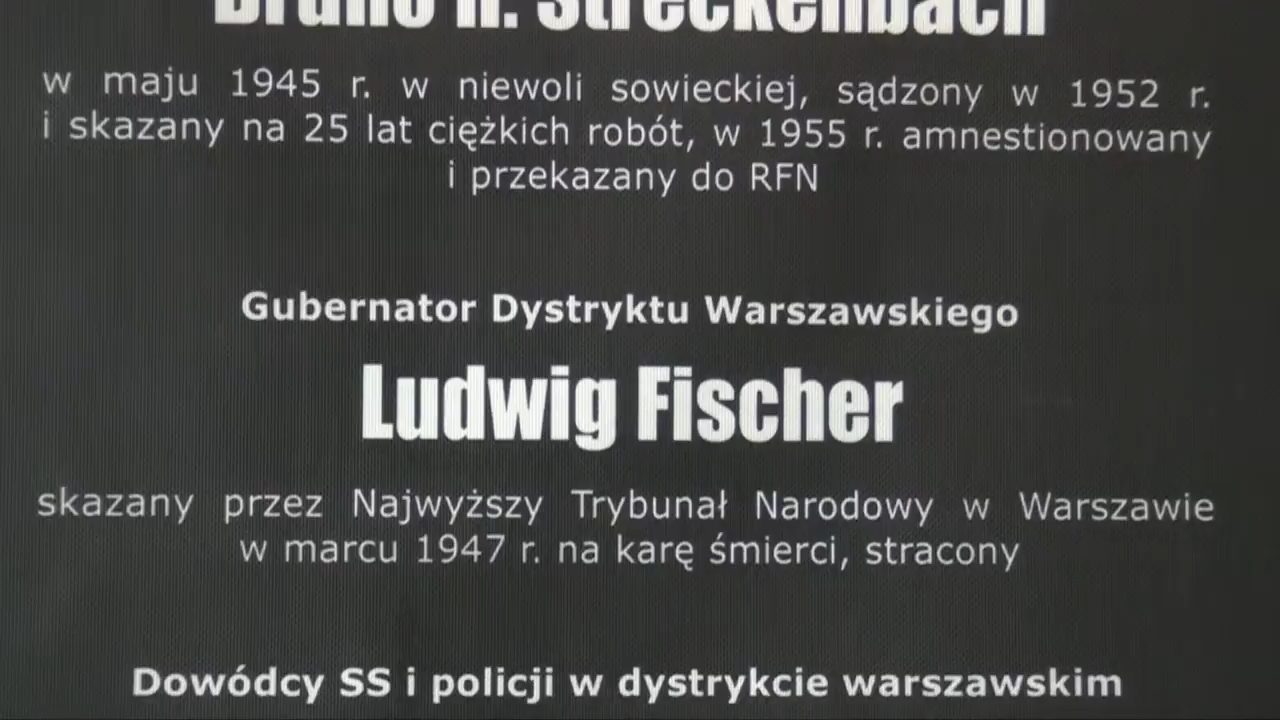 Bruno H. Streckenbach
w maju 1945 r. w niewoli sowieckiej, sądzony w 1952 r.
i skazany na 25 lat ciężkich robót, w 1955 r. amnestionowany
i przekazany do RFN
Gubernator Dystryktu Warszawskiego
Ludwig Fischer
skazany przez Najwyższy Trybunał Narodowy w Warszawie
w marcu 1947 r. na karę śmierci, stracony
Dowódcy SS i policji w dystrykcie warszawskim